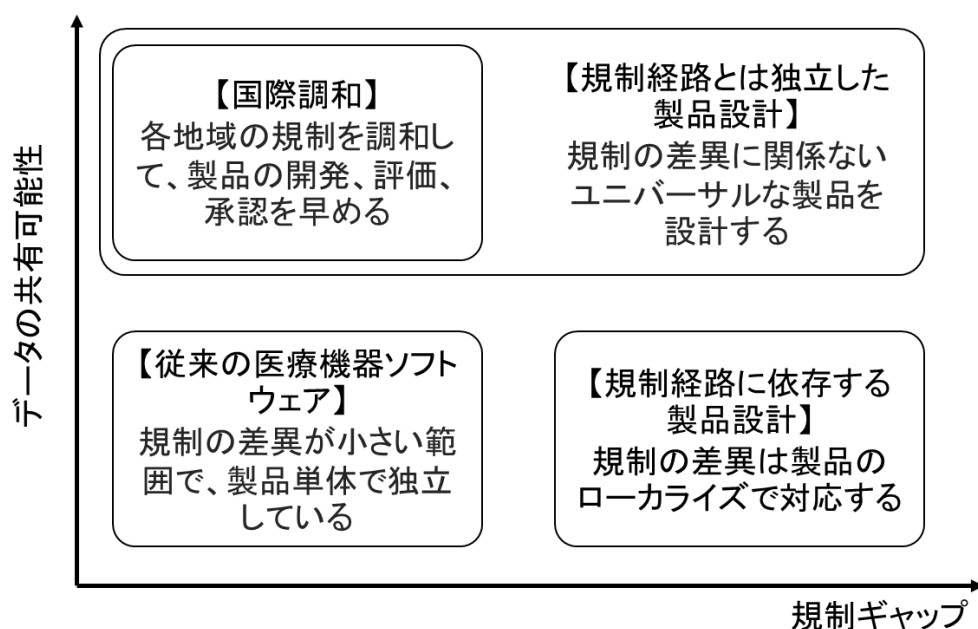 データの共有可能性
【国際調和】
各地域の規制を調和し
て、製品の開発、評価、
承認を早める
【規制経路とは独立した
製品設計】
規制の差異に関係ない
ユニバーサルな製品を
設計する
【従来の医療機器ソフト
ウェア】
規制の差異が小さい範
囲で、製品単体で独立
している
【規制経路に依存する
製品設計】
規制の差異は製品の
ローカライズで対応する
規制ギャップ